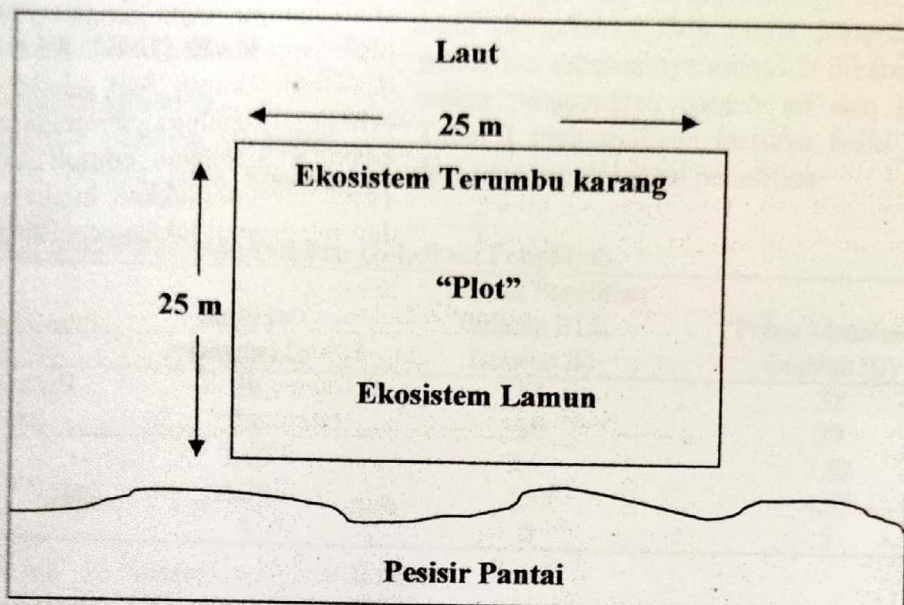 Laut
25 m
Ekosistem Terumbu karang
“Plot”
25 m
Ekosistem Lamun
Pesisir Pantai